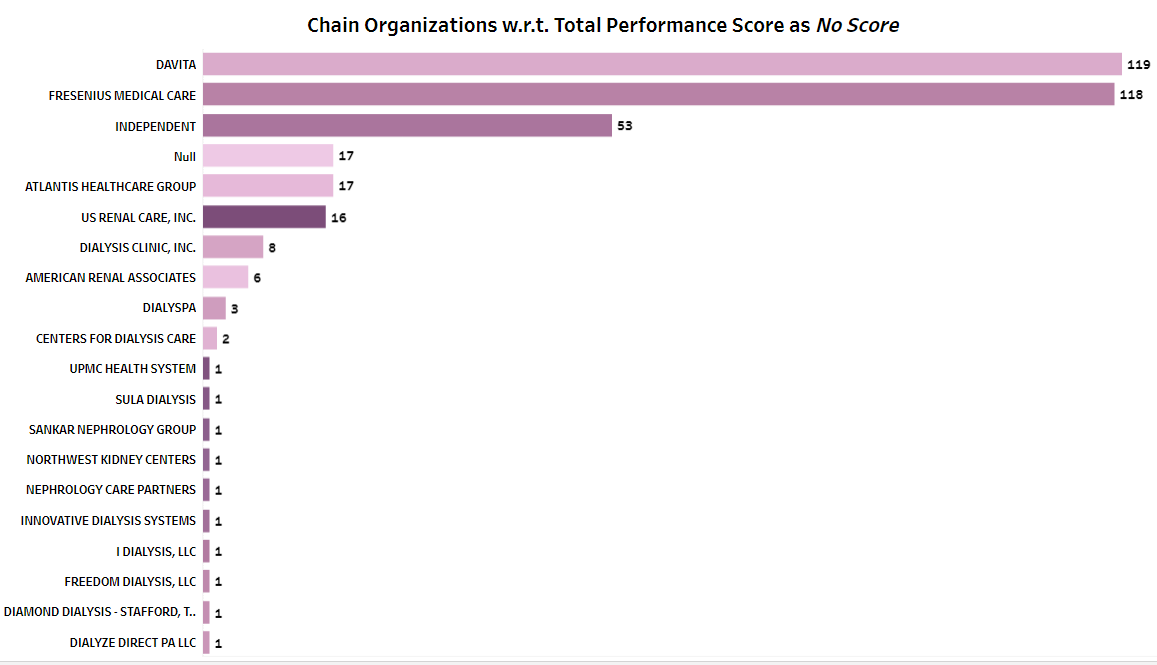 Chain Organizations w.r.t. Total Performance Score as No Score
DAVITA 119
FRESENIUS MEDICAL CARE 118
INDEPENDENT 53
Null 17
ATLANTIS HEALTHCARE GROUP 17
US RENAL CARE, INC. 16
DIALYSIS CLINIC, INC. 8
AMERICAN RENAL ASSOCIATES 6
DIALYSPA 3
CENTERS FOR DIALYSIS CARE 2
UPMC HEALTH SYSTEM 1
SULA DIALYSIS 1
SANKAR NEPHROLOGY GROUP 1
NORTHWEST KIDNEY CENTERS 1
NEPHROLOGY CARE PARTNERS 1
INNOVATIVE DIALYSIS SYSTEMS 1
I DIALYSIS, LLC 1
FREEDOM DIALYSIS, LLC 1
DIAMOND DIALYSIS - STAFFORD, T.. 1
DIALYZE DIRECT PA LLC 1